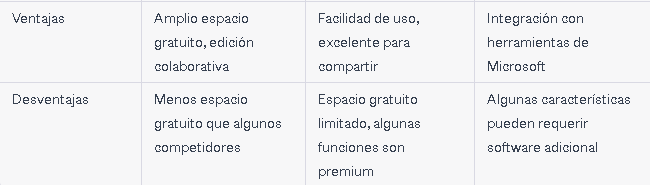 Ventajas
Amplio espacio
gratuito, edición
colaborativa
Facilidad de uso,
excelente para
compartir
Integración con
herramientas de
Microsoft
Desventajas
Menos espacio
gratuito que algunos
competidores
Espacio gratuito
limitado, algunas
funciones son
premium
Algunas características
pueden requerir
software adicional